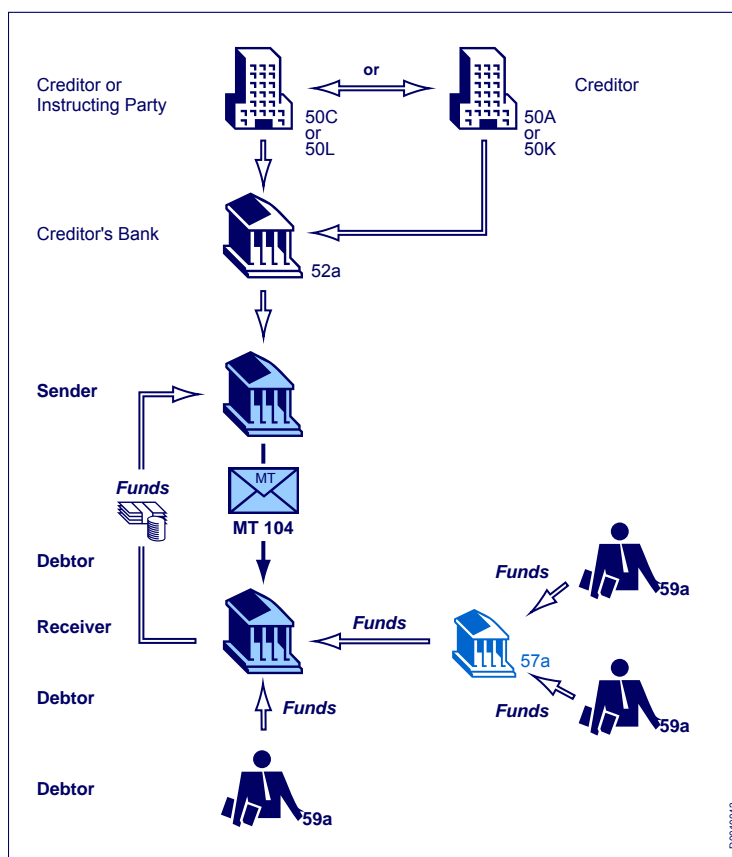 or
Creditor or
Instructing Party
Creditor
50C
or
50L
50A
or
50K
Creditor's Bank
52a
Sender
MT
Funds
MT 104
Debtor
Funds
59a
Receiver
Funds
57a
Debtor
Funds
Funds
59a
Debtor
59a